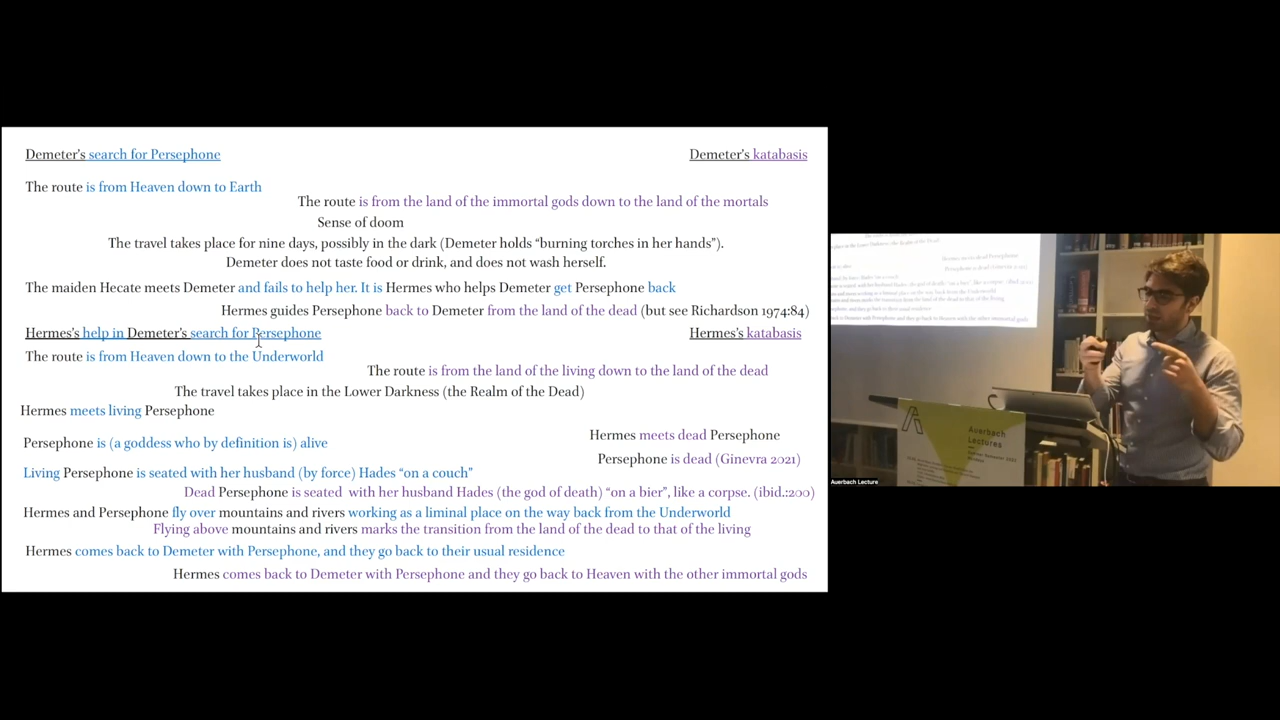 Demeter's search for Persephone
Demeter's katabasis
The route is from Heaven down to Earth
The route is from the land of the immortal gods down to the land of the mortals
Sense of doom
The travel takes place for nine days, possibly in the dark (Demeter holds “burning torches in her hands”).
Demeter does not taste food or drink, and does not wash herself.
The maiden Hecate meets Demeter and fails to help her. It is Hermes who helps Demeter get Persephone back
Hermes guides Persephone back to Demeter from the land of the dead (but see Richardson 1974:84)
Hermes's help in Demeter's search for Persephone
Hermes's katabasis
The route is from Heaven down to the Underworld
The route is from the land of the living down to the land of the dead
The travel takes place in the Lower Darkness (the Realm of the Dead)
Hermes meets living Persephone
Hermes meets dead Persephone
Persephone is (a goddess who by definition is) alive
Persephone is dead (Ginevra 2021)
Living Persephone is seated with her husband (by force) Hades “on a couch”
Dead Persephone is seated with her husband Hades (the god of death) “on a bier”, like a corpse. (ibid.:200)
Hermes and Persephone fly over mountains and rivers working as a liminal place on the way back from the Underworld
Flying above mountains and rivers marks the transition from the land of the dead to that of the living
Hermes comes back to Demeter with Persephone, and they go back to their usual residence
Hermes comes back to Demeter with Persephone and they go back to Heaven with the other immortal gods
Auerbach
Lectures
Auerbach Lecture